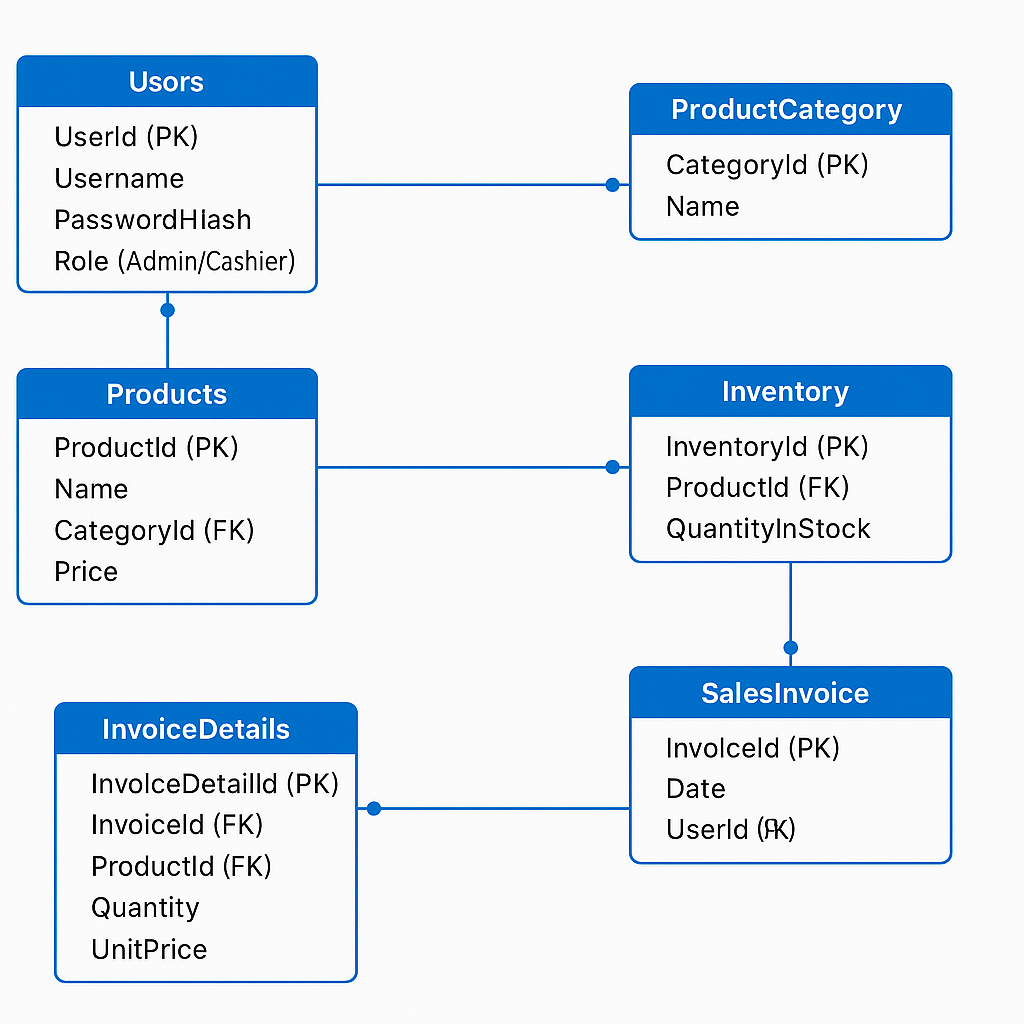 Usors
UserId (PK)
Username
PasswordHlash
Role (Admin/Cashier)
ProductCategory
CategoryId (PK)
Name
Products
ProductId (PK)
Name
CategoryId (FK)
Price
Inventory
InventoryId (PK)
ProductId (FK)
QuantityInStock
InvoiceDetails
InvolceDetailId (PK)
InvoiceId (FK)
ProductId (FK)
Quantity
UnitPrice
SalesInvoice
InvolceId (PK)
Date
UserId (FK)